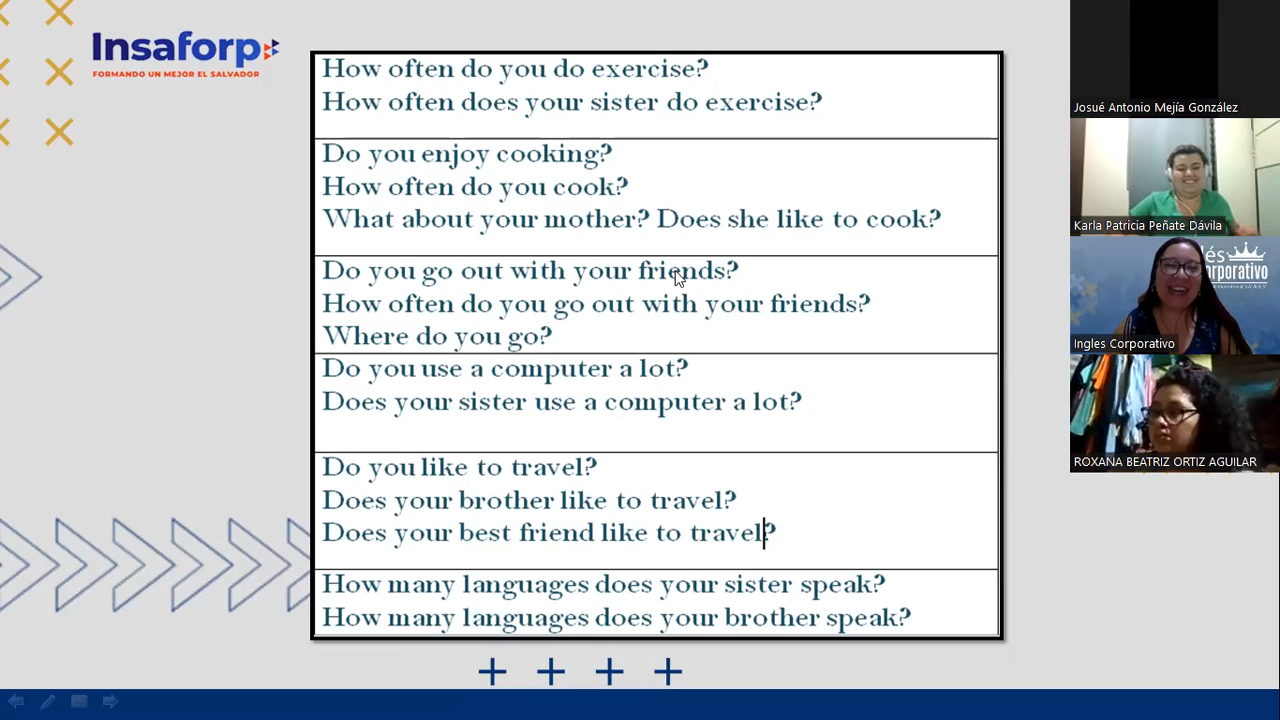 Insaforp
FORMANDO UN MEJOR EL SALVADOR
How often do you do exercise?
How often does your sister do exercise?
Do you enjoy cooking?
How often do you cook?
What about your mother? Does she like to cook?
Do you go out with your friends?
How often do you go out with your friends?
Where do you go?
Do you use a computer a lot?
Does your sister use a computer a lot?
Do you like to travel?
Does your brother like to travel?
Does your best friend like to travel?
How many languages does your sister speak?
How many languages does your brother speak?
Josué Antonio Mejía González
Karla Patricia Peñate Dávila
Ingles Corporativo
ROXANA BEATRIZ ORTIZ AGUILAR